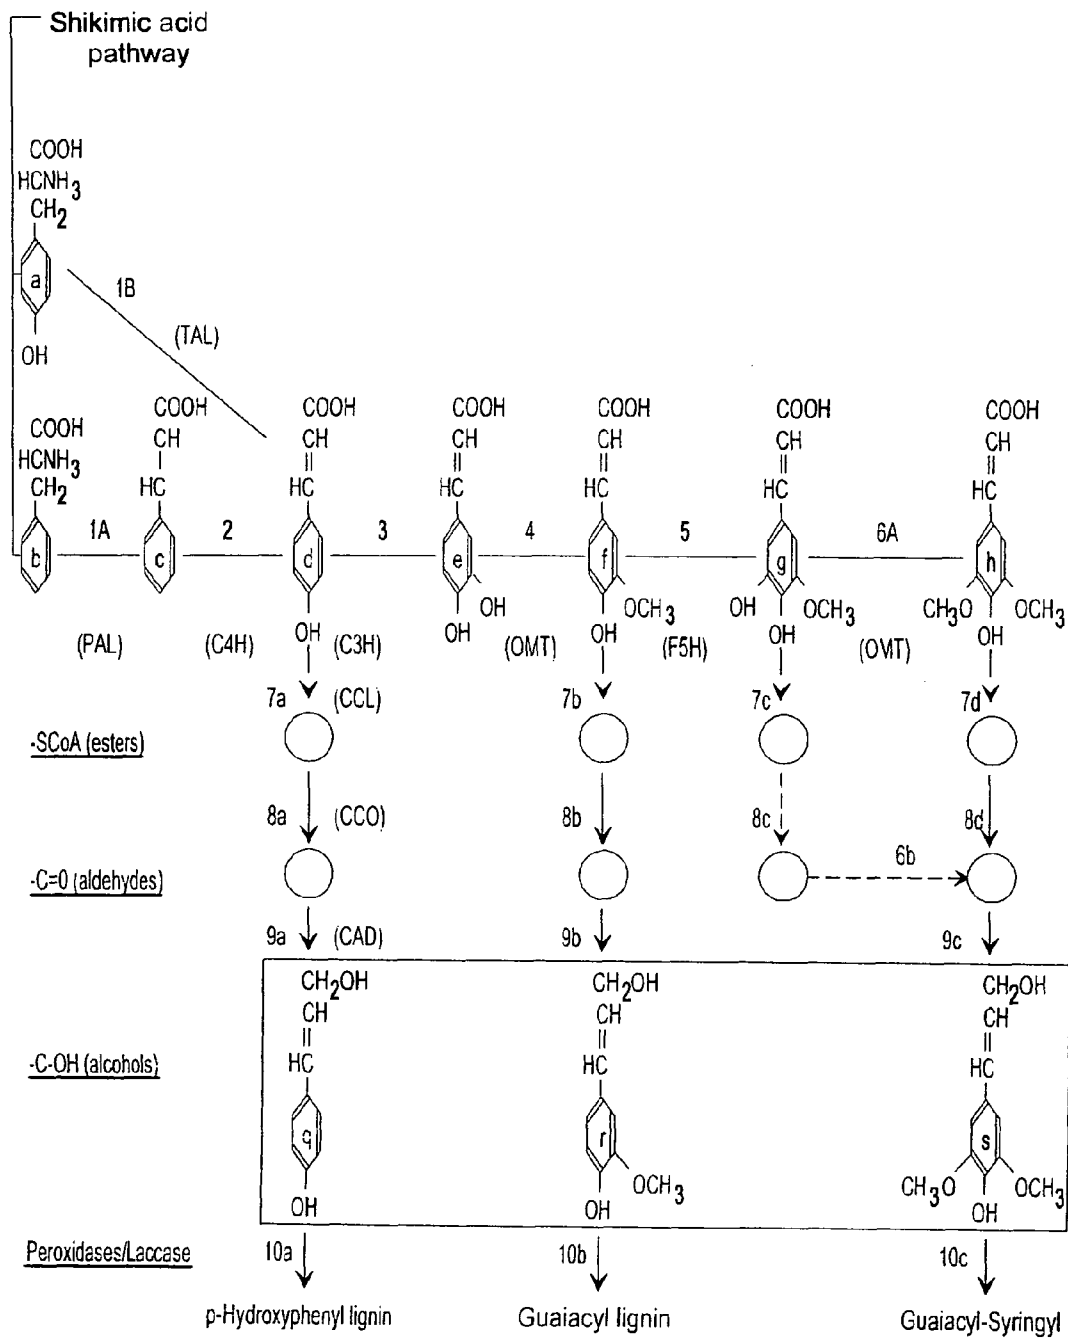 Shikimic acid
pathway
COOH
HCNH3
CH2
a
OH
1B
(TAL)
COOH
HCNH3
CH2
b
1A
(PAL)
COOH
CH
HC
c
2
(C4H)
COOH
CH
HC
d
OH
3
(C3H)
COOH
CH
HC
e
OH
OH
4
(OMT)
COOH
CH
HC
f
OCH3
OH
5
(F5H)
COOH
CH
HC
g
OH
OCH3
OH
6A
(OMT)
COOH
CH
HC
h
CH3O
OCH3
OH
7a
(CCL)
7b
7c
7d
-SCoA (esters)
8a
(CCO)
8b
8c
8d
-C=0 (aldehydes)
6b
9a
(CAD)
9b
9c
-C-OH (alcohols)
CH2OH
CH
HC
q
OH
CH2OH
CH
HC
r
OCH3
OH
CH2OH
CH
HC
s
CH3O
OCH3
OH
Peroxidases/Laccase
10a
10b
10c
p-Hydroxyphenyl lignin
Guaiacyl lignin
Guaiacyl-Syringyl